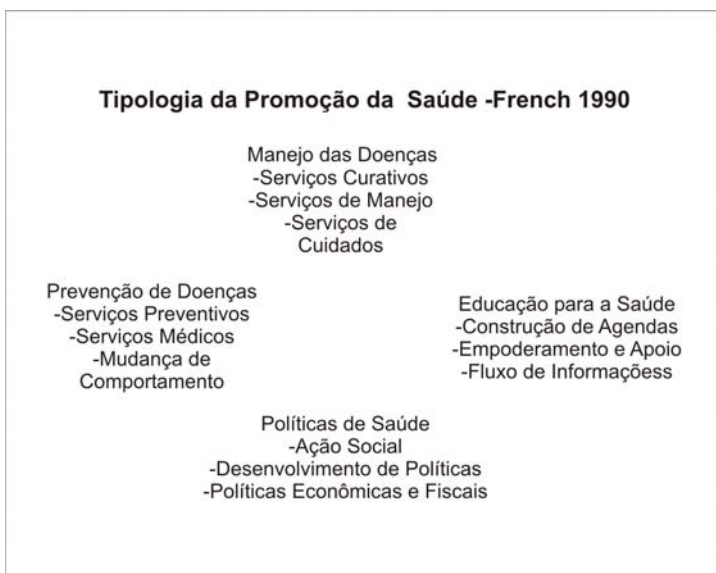 Tipologia da Promoção da Saúde -French 1990
Manejo das Doenças
-Serviços Curativos
-Serviços de Manejo
-Serviços de
Cuidados
Prevenção de Doenças
-Serviços Preventivos
-Serviços Médicos
-Mudança de
Comportamento
Educação para a Saúde
-Construção de Agendas
-Empoderamento e Apoio
-Fluxo de Informaçõess
Políticas de Saúde
-Ação Social
-Desenvolvimento de Políticas
-Políticas Econômicas e Fiscais